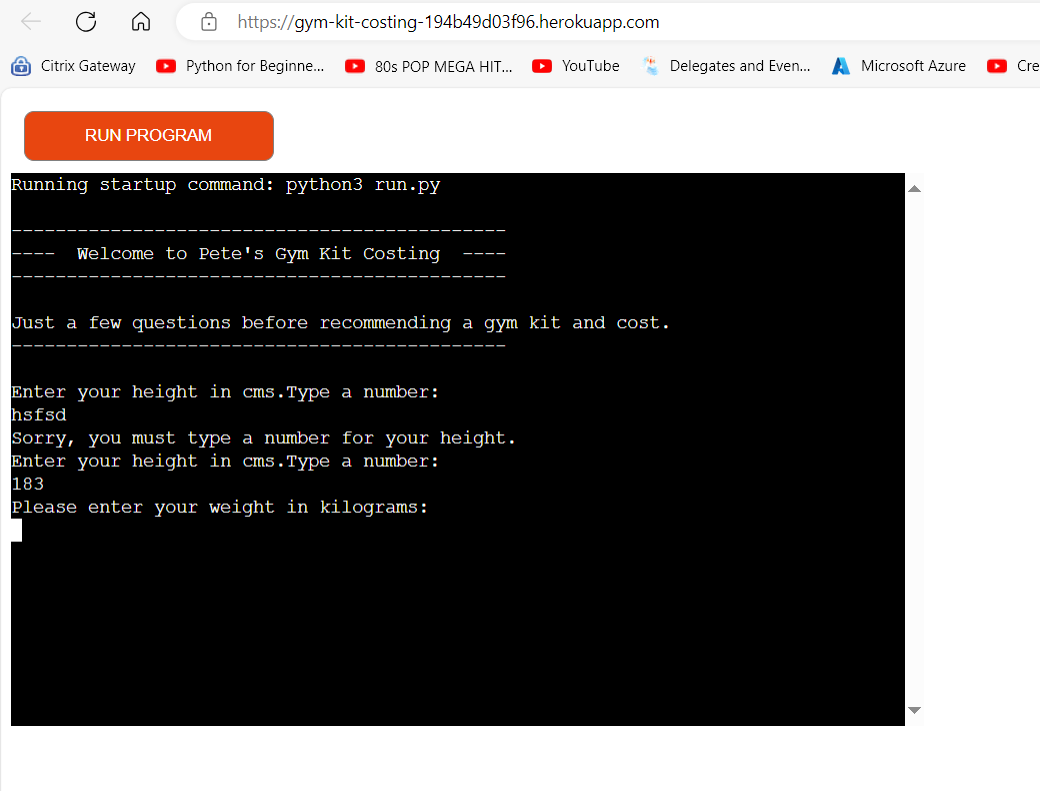 https://gym-kit-costing-194b49d03f96.herokuapp.com
Citrix Gateway Python for Beginne... 80s POP MEGA HIT... YouTube Delegates and Even... Microsoft Azure Cre
RUN PROGRAM
Running startup command: python3 run.py
---------------------------------------------
----  Welcome to Pete's Gym Kit Costing  ----
---------------------------------------------
Just a few questions before recommending a gym kit and cost.
---------------------------------------------
Enter your height in cms.Type a number:
hsfsd
Sorry, you must type a number for your height.
Enter your height in cms.Type a number:
183
Please enter your weight in kilograms: